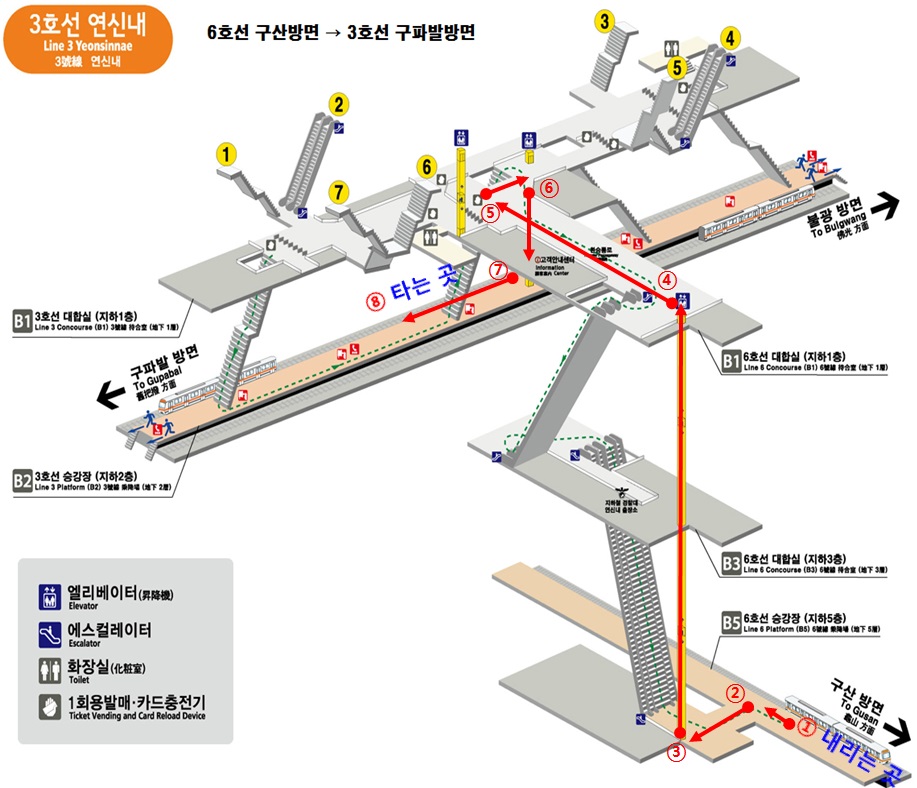 3호선 연신내
Line 3 Yeonsinnae
3號線 연신내
6호선 구산방면 → 3호선 구파발방면
3
4
5
2
1
7
6
⑤
⑥
불광 방면
To Bulgwang
佛光 方面
환승통로
①고객안내센터
Information
顧客案內 Center
④
⑦
⑧ 타는 곳
B1 3호선 대합실 (지하1층)
Line 3 Concourse (B1) 3號線 待合室 (地下 1層)
구파발 방면
To Gupabal
舊把撥 方面
B1 6호선 대합실 (지하1층)
Line 6 Concourse (B1) 6號線 待合室 (地下 1層)
B2 3호선 승강장 (지하2층)
Line 3 Platform (B2) 3號線 乘降場 (地下 2層)
지하철 경찰대
연신내 출장소
B3 6호선 대합실 (지하3층)
Line 6 Concourse (B3) 6號線 待合室 (地下 3層)
B5 6호선 승강장 (지하5층)
Line 6 Platform (B5) 6號線 乘降場 (地下 5層)
엘리베이터(昇降機)
Elevator
에스컬레이터
Escalator
화장실(化粧室)
Toilet
1회용발매·카드충전기
Ticket Vending and Card Reload Device
구산 방면
To Gusan
龜山 方面
②
① 내리는 곳
③